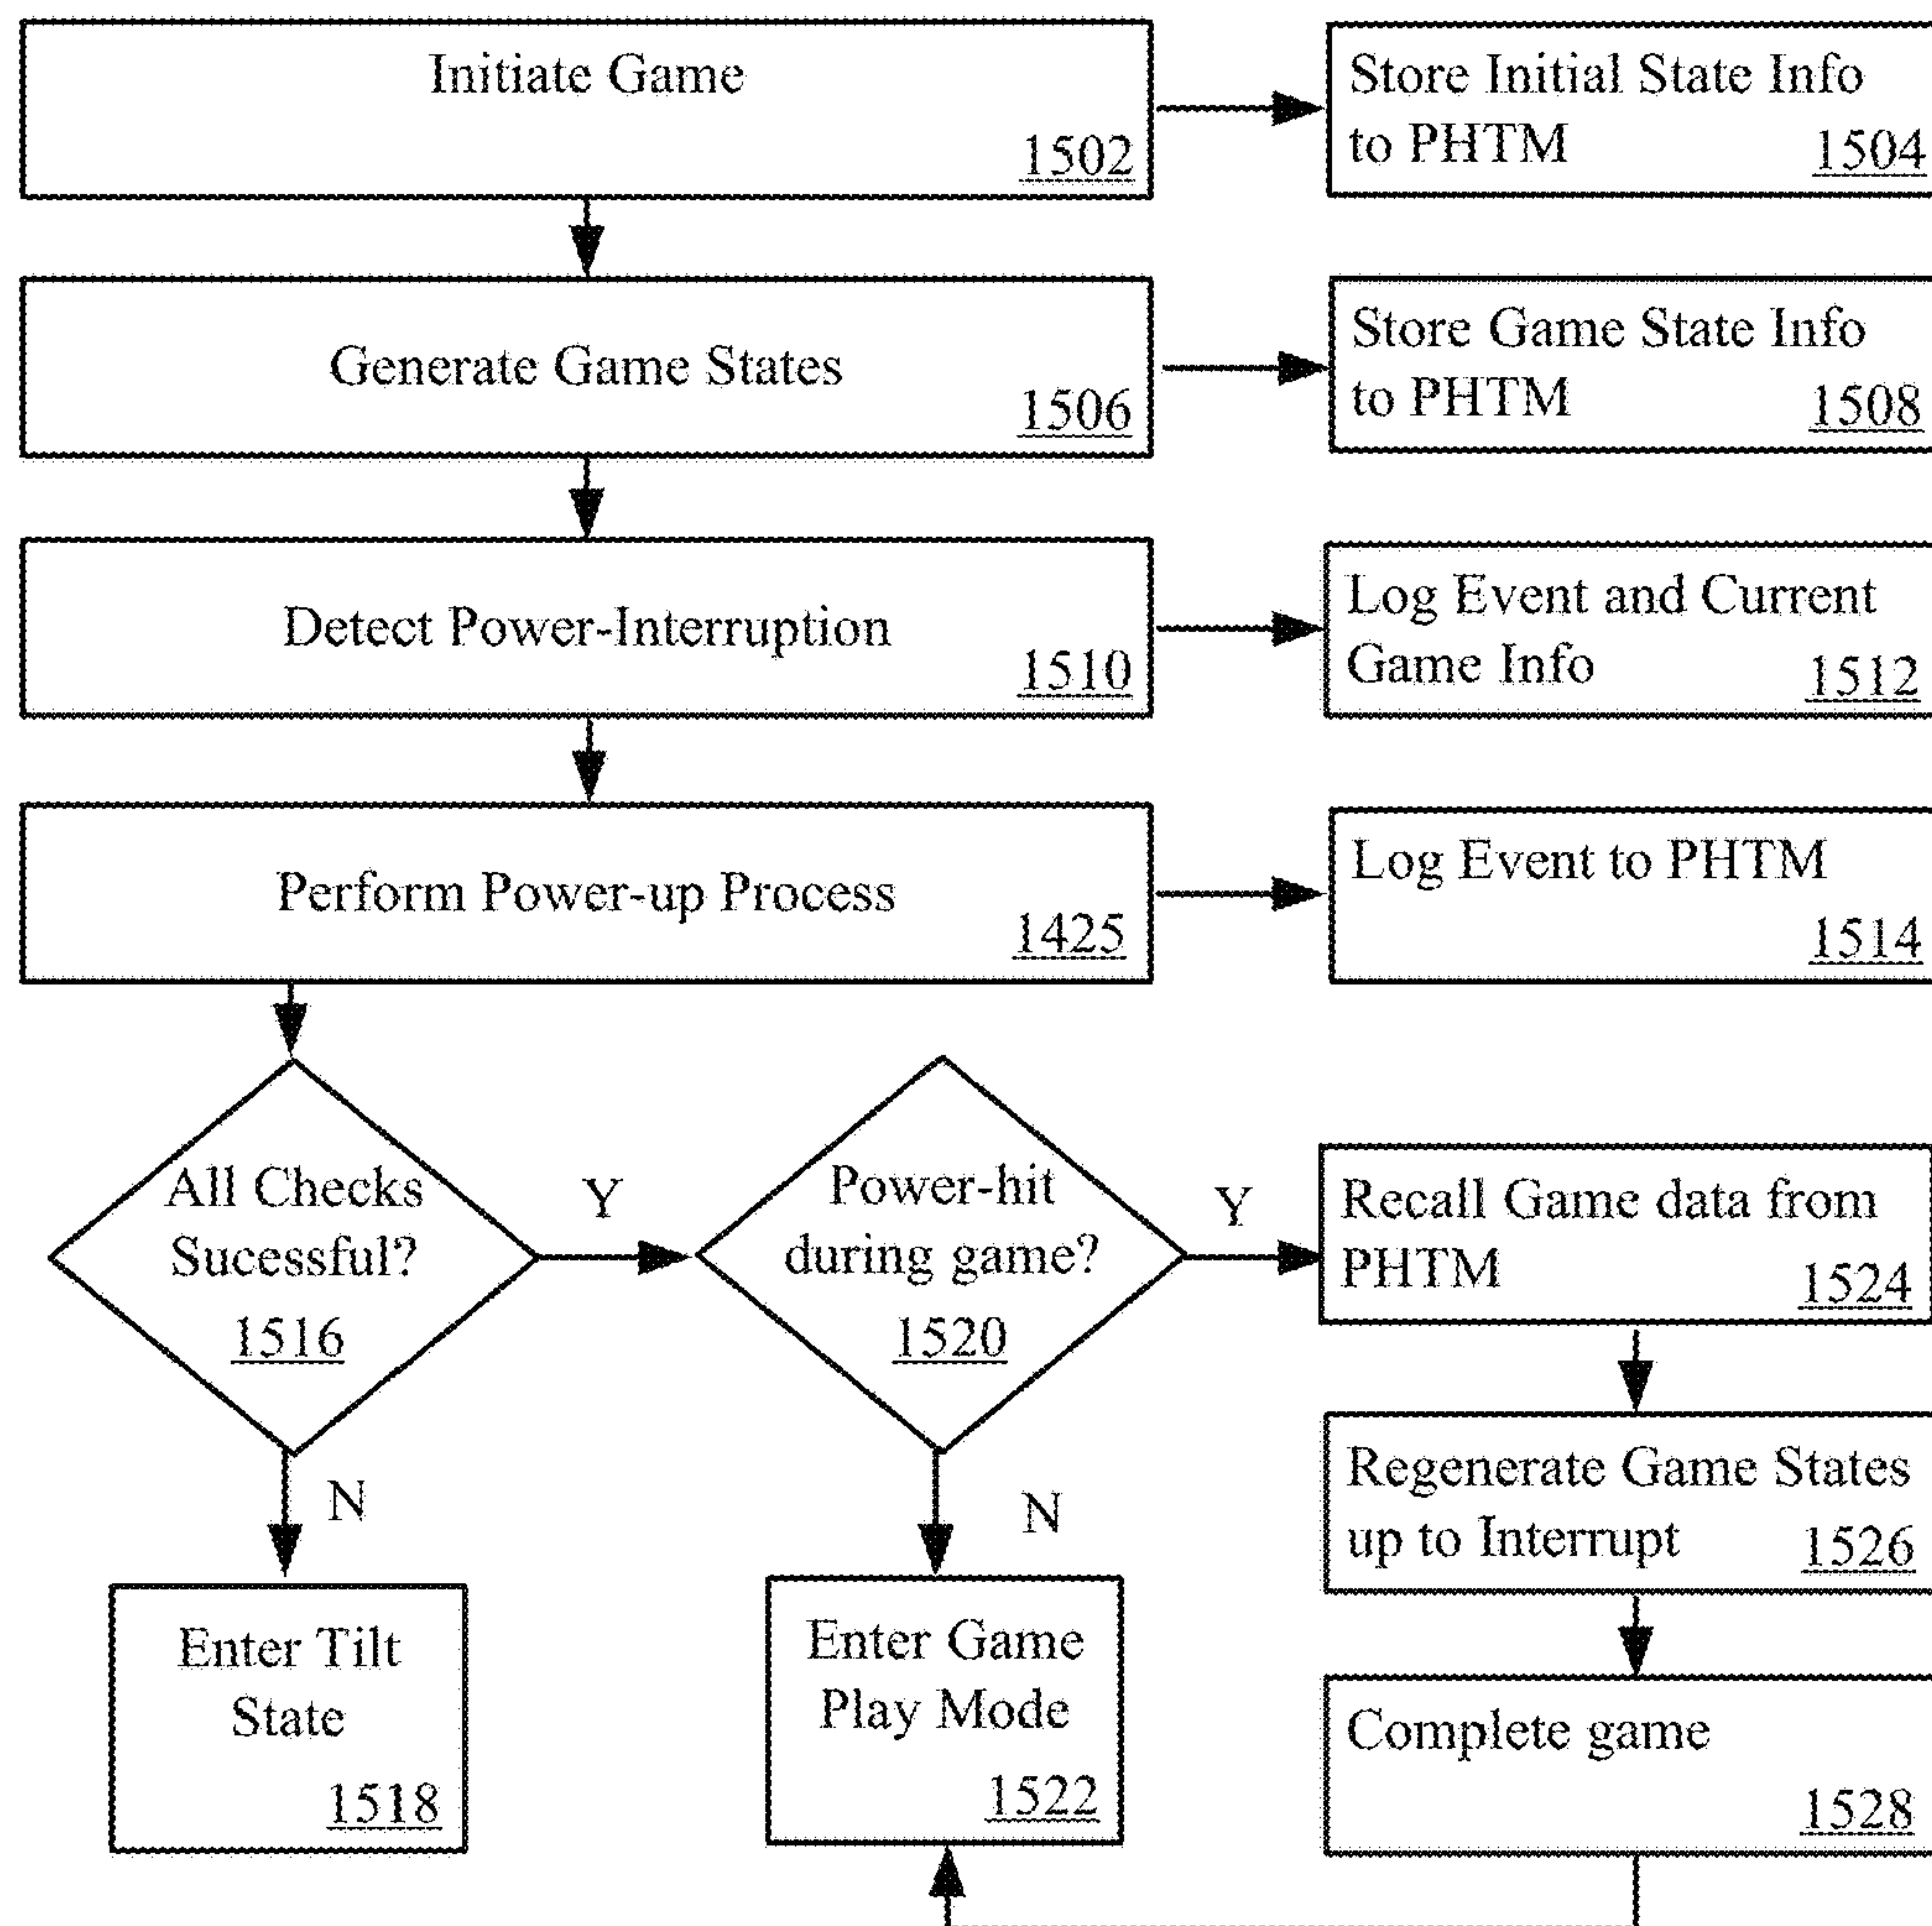 Initiate Game
1502
Store Initial State Info
to PHTM 1504
Generate Game States
1506
Store Game State Info
to PHTM 1508
Detect Power-Interruption
1510
Log Event and Current
Game Info 1512
Perform Power-up Process
1425
Log Event to PHTM
1514
All Checks
Sucessful?
1516
Y
Power-hit
during game?
1520
Y
Recall Game data from
PHTM 1524
N
N
Regenerate Game States
up to Interrupt 1526
Enter Tilt
State
1518
Enter Game
Play Mode
1522
Complete game
1528